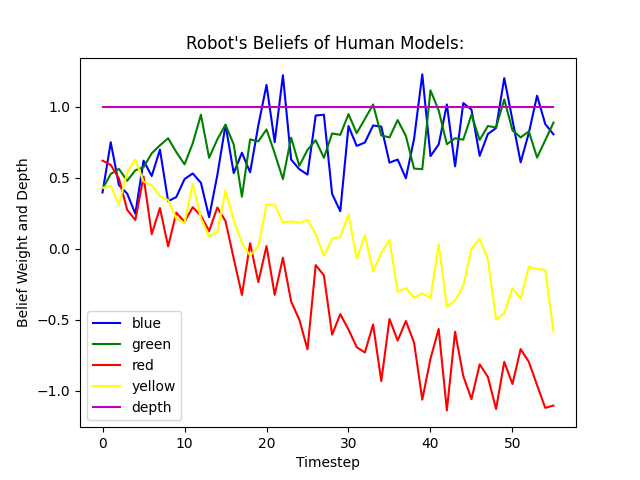 Robot's Beliefs of Human Models:
Belief Weight and Depth
1.0
0.5
0.0
−0.5
−1.0
blue
green
red
yellow
depth
0 10 20 30 40 50
Timestep